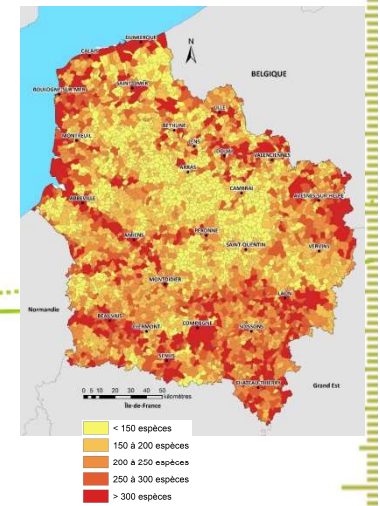 DUNKERQUE
N
CALAIS
BELGIQUE
SAINT-OMER
BOULOGNE-SUR-MER
LILLE
BETHUNE
MONTREUIL
LENS
DOUAI
VALENCIENNES
ARRAS
CAMBRAI
AVESNES-SUR-HELPE
ABBEVILLE
PERONNE
AMIENS
SAINT-QUENTIN
VERVINS
MONTDIDIER
LAON
Normandie
BEAUVAIS
CLERMONT
COMPIEGNE
SOISSONS
SENLIS
CHATEAU-THIERRY
Grand Est
0 5 10 20 30 40 50
kilomètres
Île-de-France
< 150 espèces
150 à 200 espèces
200 à 250 espèces
250 à 300 espèces
> 300 espèces